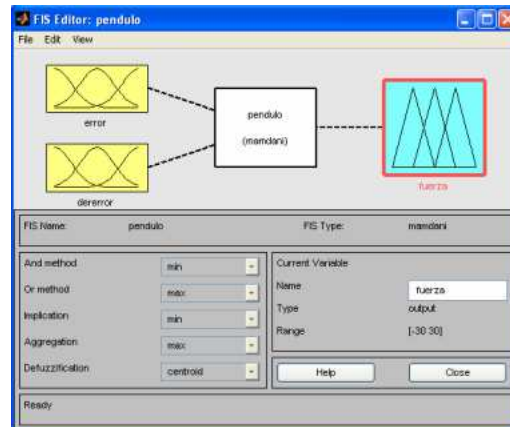 FIS Editor: pendulo
File Edit View
error
pendulo
(mamdani)
dererror
fuerza
FIS Name: pendulo FIS Type: mamdani
And method min
Or method max
Implication min
Aggregation max
Defuzzification centroid
Current Variable
Name fuerza
Type output
Range [-30 30]
Help Close
Ready